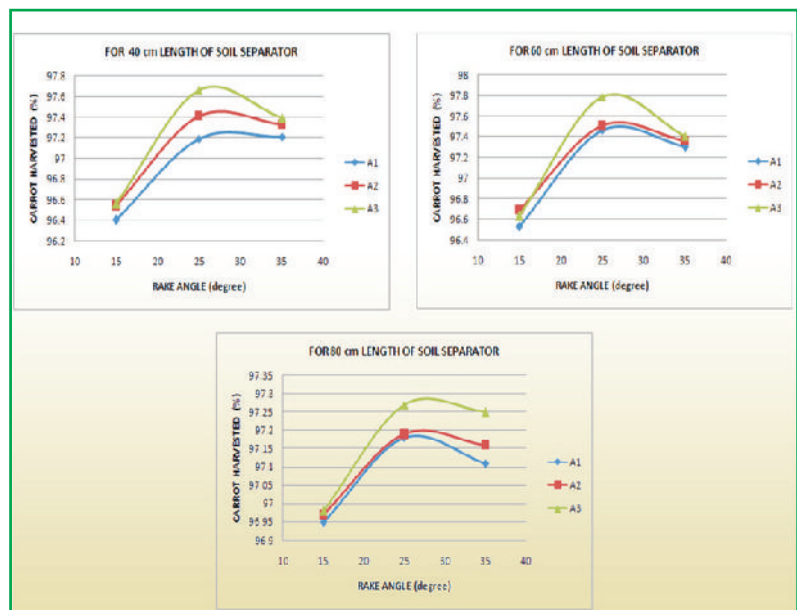 FOR 40 cm LENGTH OF SOIL SEPARATOR
CARROT HARVESTED (%)
97.8
97.6
97.4
97.2
97
96.8
96.6
96.4
96.2
10 15 20 25 30 35 40
RAKE ANGLE (degree)
A1
A2
A3
FOR 60 cm LENGTH OF SOIL SEPARATOR
CARROT HARVESTED (%)
98
97.8
97.6
97.4
97.2
97
96.8
96.6
96.4
10 15 20 25 30 35 40
RAKE ANGLE (degree)
A1
A2
A3
FOR 80 cm LENGTH OF SOIL SEPARATOR
CARROT HARVESTED (%)
97.35
97.3
97.25
97.2
97.15
97.1
97.05
97
96.95
96.9
10 15 20 25 30 35 40
RAKE ANGLE (degree)
A1
A2
A3